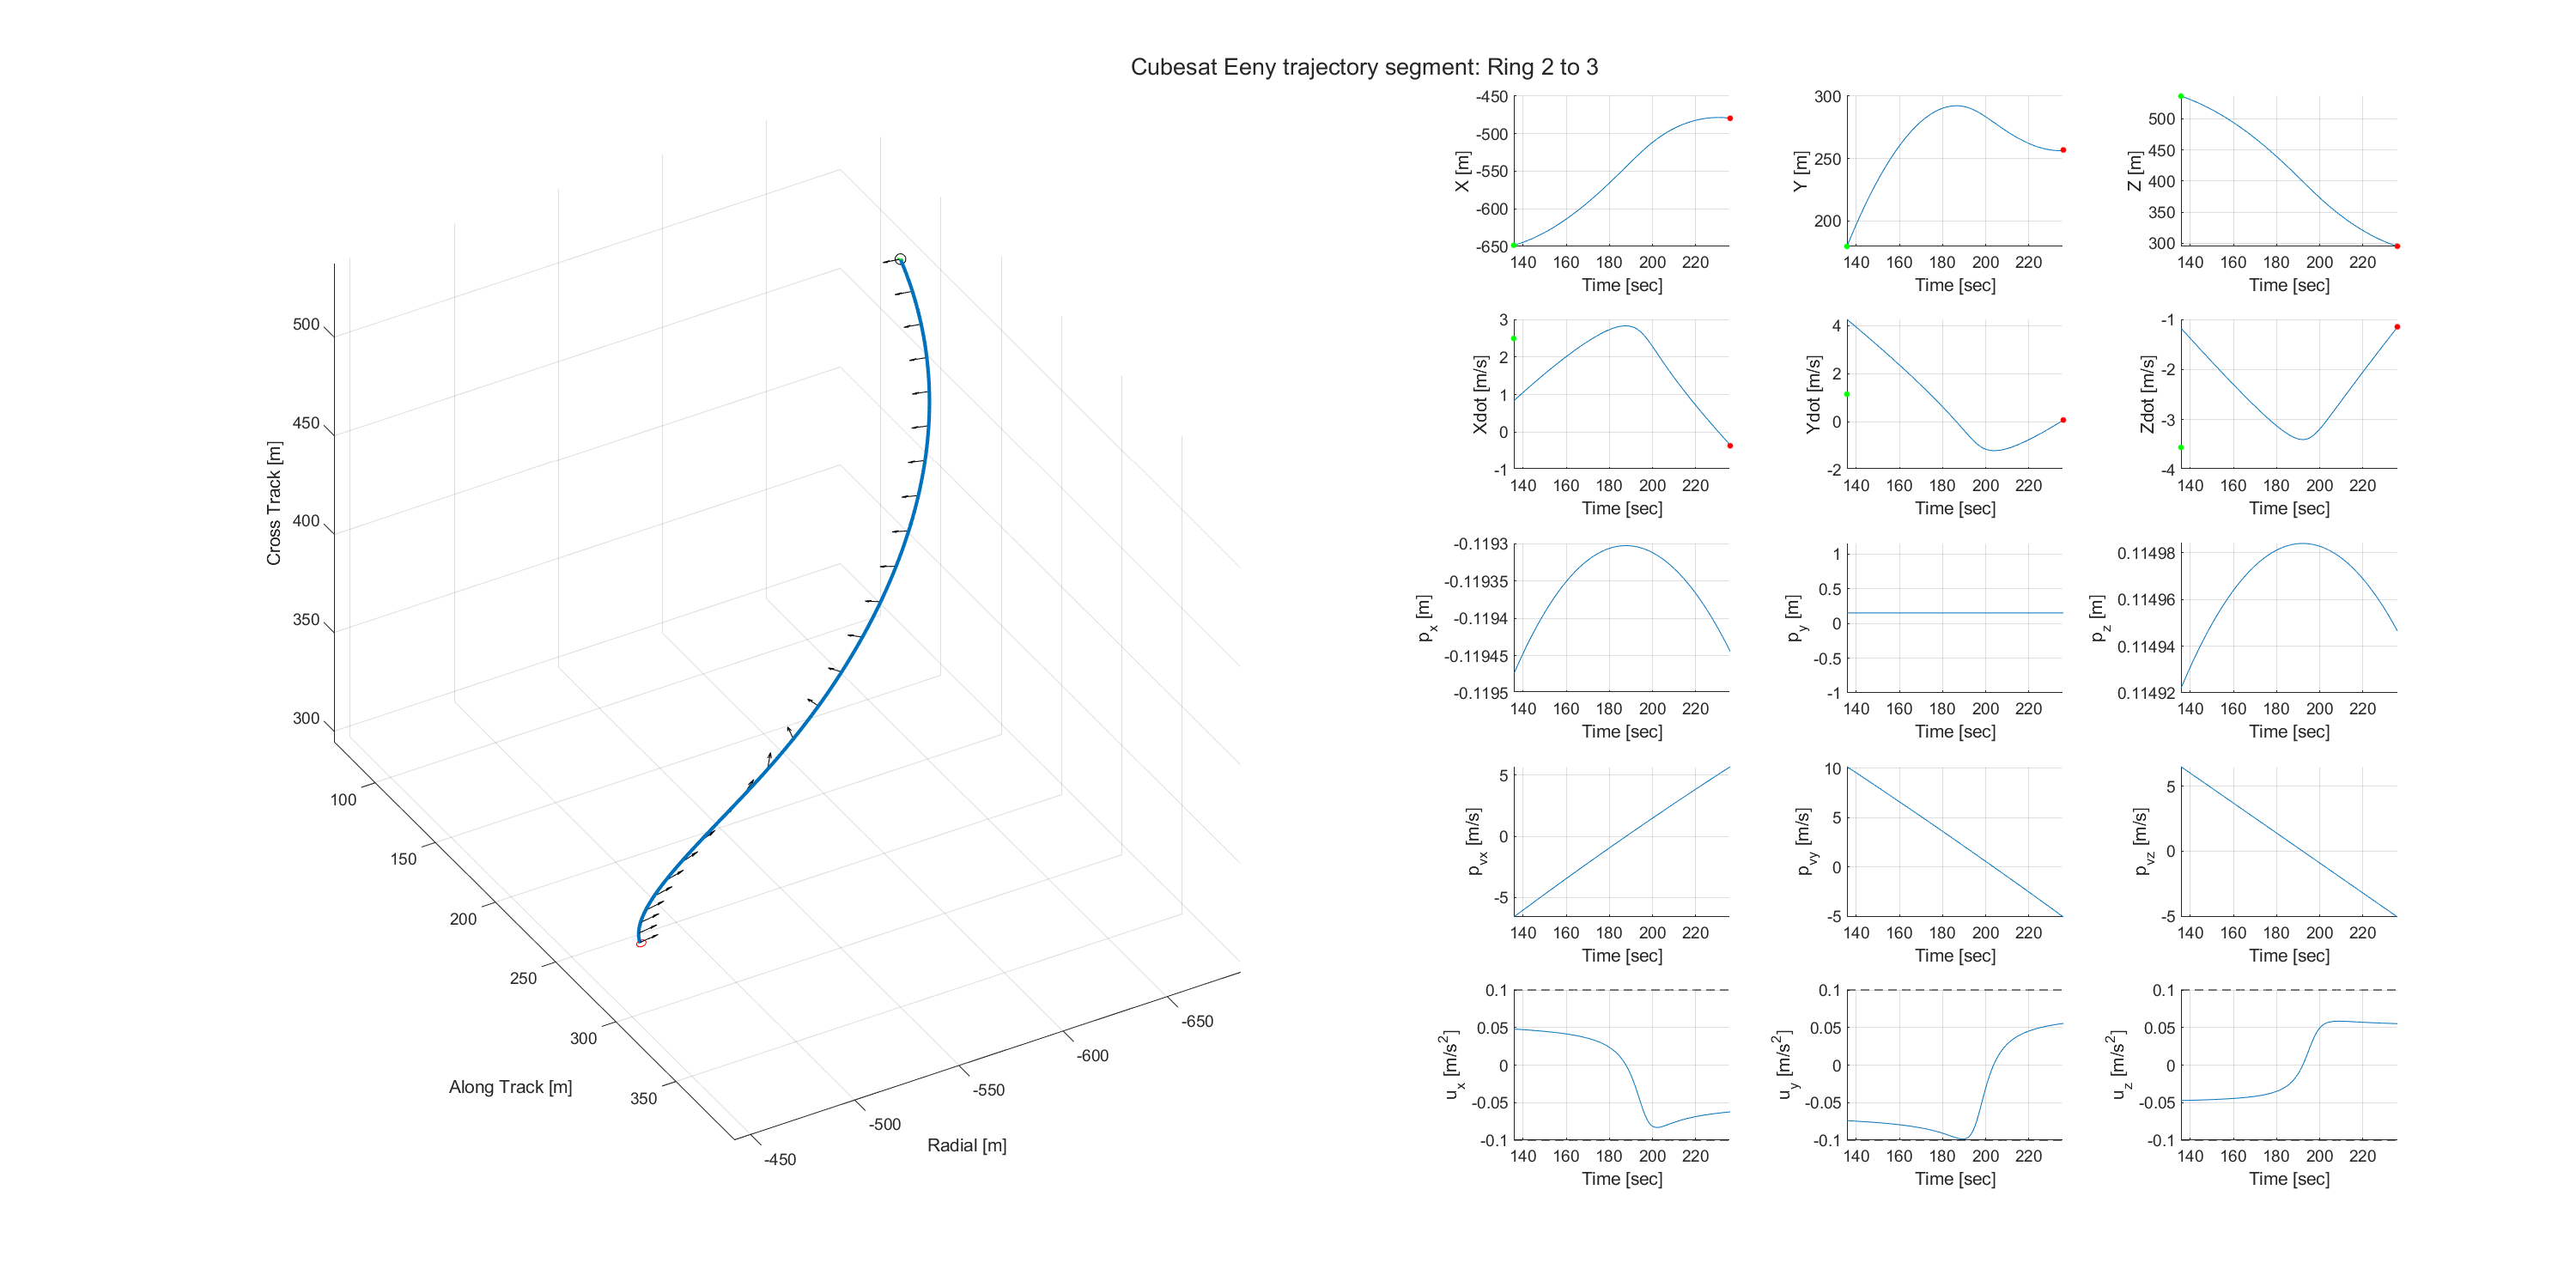 Cubesat Eeny trajectory segment: Ring 2 to 3
500
450
400
350
300
Cross Track [m]
100
150
200
250
300
350
Along Track [m]
-450
-500
-550
-600
-650
Radial [m]
-450
-500
-550
-600
-650
X [m]
140 160 180 200 220
Time [sec]
300
250
200
Y [m]
140 160 180 200 220
Time [sec]
500
450
400
350
300
Z [m]
140 160 180 200 220
Time [sec]
3
2
1
0
-1
Xdot [m/s]
140 160 180 200 220
Time [sec]
4
2
0
-2
Ydot [m/s]
140 160 180 200 220
Time [sec]
-1
-2
-3
-4
Zdot [m/s]
140 160 180 200 220
Time [sec]
-0.1193
-0.11935
-0.1194
-0.11945
-0.1195
p_x [m]
140 160 180 200 220
Time [sec]
1
0.5
0
-0.5
-1
p_y [m]
140 160 180 200 220
Time [sec]
0.11498
0.11496
0.11494
0.11492
p_z [m]
140 160 180 200 220
Time [sec]
5
0
-5
p_vx [m/s]
140 160 180 200 220
Time [sec]
10
5
0
-5
p_vy [m/s]
140 160 180 200 220
Time [sec]
5
0
-5
p_vz [m/s]
140 160 180 200 220
Time [sec]
0.1
0.05
0
-0.05
-0.1
u_x [m/s²]
140 160 180 200 220
Time [sec]
0.1
0.05
0
-0.05
-0.1
u_y [m/s²]
140 160 180 200 220
Time [sec]
0.1
0.05
0
-0.05
-0.1
u_z [m/s²]
140 160 180 200 220
Time [sec]